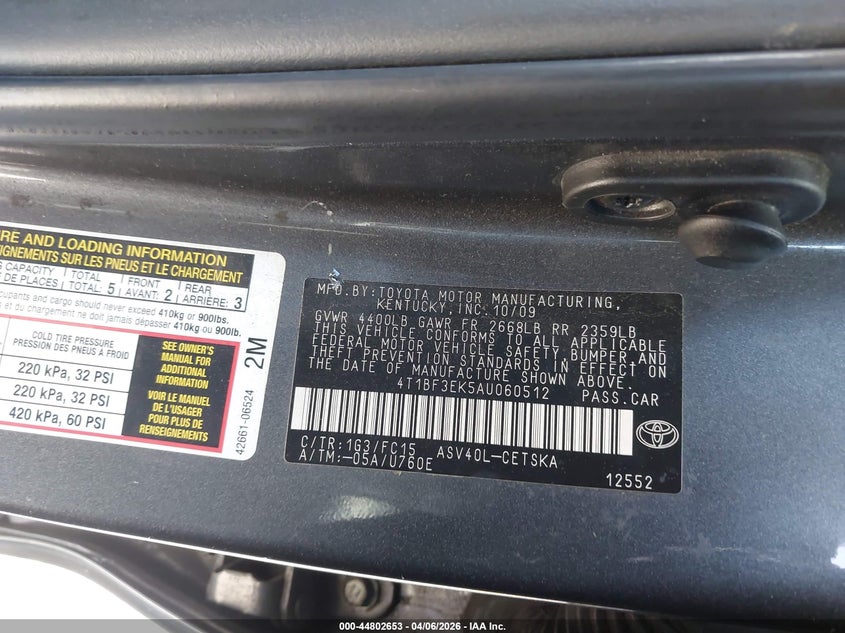 RE AND LOADING INFORMATION
IGNEMENTS SUR LES PNEUS ET LE CHARGEMENT
CAPACITY TOTAL 5 FRONT 2 REAR 3
DE PLACES TOTAL: AVANT: ARRIÈRE:
cupants and cargo should never exceed 410kg or 900lbs.
et du chargement ne doit jamais dépasser 410kg ou 900lb.
COLD TIRE PRESSURE
PRESSION DES PNEUS A FROID
220 kPa, 32 PSI
220 kPa, 32 PSI
420 kPa, 60 PSI
SEE OWNER'S
MANUAL FOR
ADDITIONAL
INFORMATION
VOIR LE MANUEL
DE L'USAGER
POUR PLUS DE
RENSEIGNEMENTS
42661-06524
2M
MFD.BY:TOYOTA MOTOR MANUFACTURING,
KENTUCKY,INC.10/09
GVWR 4400LB GAWR FR 2668LB RR 2359LB
THIS VEHICLE CONFORMS TO ALL APPLICABLE
FEDERAL MOTOR VEHICLE SAFETY, BUMPER,AND
THEFT PREVENTION STANDARDS IN EFFECT ON
THE DATE OF MANUFACTURE SHOWN ABOVE.
4T1BF3EK5AU060512 PASS.CAR
C/TR:1G3/FC15 ASV40L-CETSKA
A/TM:-05A/U760E
TOYOTA
12552
000-44802653 - 04/06/2026 - IAA Inc.